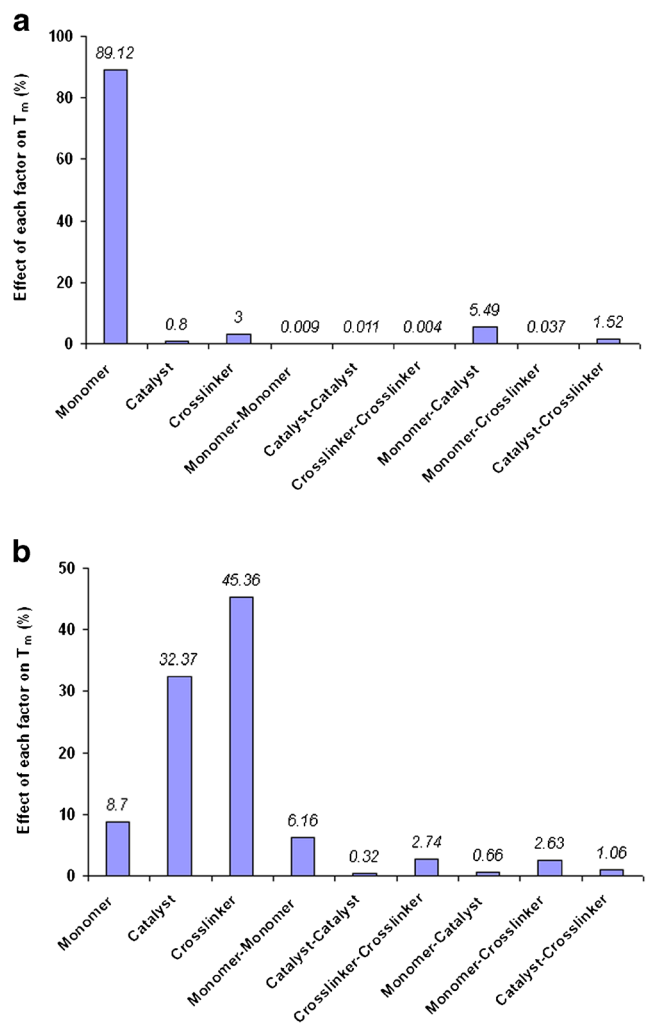 a
Effect of each factor on Tm (%)
100
80
60
40
20
0
89.12
0.8
3
0.009
0.011
0.004
5.49
0.037
1.52
Monomer
Catalyst
Crosslinker
Monomer-Monomer
Catalyst-Catalyst
Crosslinker-Crosslinker
Monomer-Catalyst
Monomer-Crosslinker
Catalyst-Crosslinker
b
Effect of each factor on Tm (%)
50
40
30
20
10
0
8.7
32.37
45.36
6.16
0.32
2.74
0.66
2.63
1.06
Monomer
Catalyst
Crosslinker
Monomer-Monomer
Catalyst-Catalyst
Crosslinker-Crosslinker
Monomer-Catalyst
Monomer-Crosslinker
Catalyst-Crosslinker